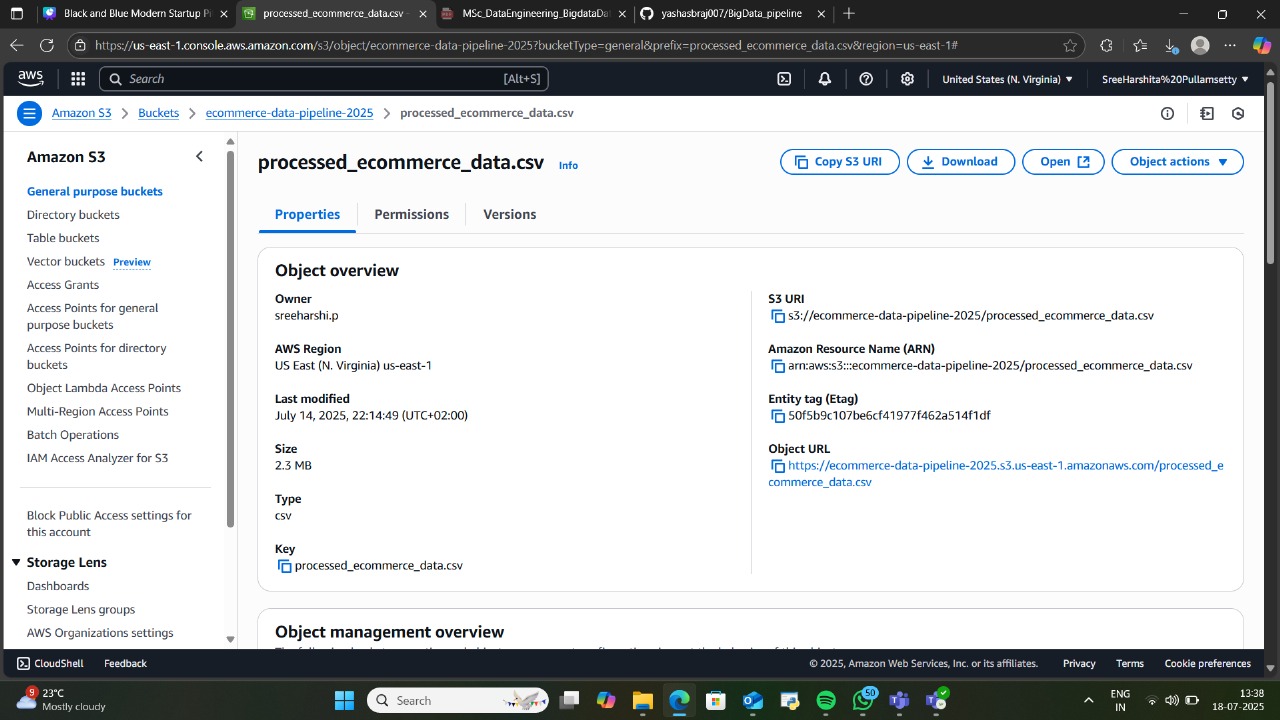 Black and Blue Modern Startup P
processed_ecommerce_data.csv -
MSc_DataEngineering_BigdataDa
yashasbraj007/Bigdata_pipeline
https://us-east-1.console.aws.amazon.com/s3/object/ecommerce-data-pipeline-2025?bucketType=general&prefix=processed_ecommerce_data.csv&region=us-east-1#
aws
Search
[Alt+S]
United States (N. Virginia)
SreeHarshita%20Pullamsetty
Amazon S3
Buckets
ecommerce-data-pipeline-2025
processed_ecommerce_data.csv
Amazon S3
General purpose buckets
Directory buckets
Table buckets
Vector buckets Preview
Access Grants
Access Points for general
purpose buckets
Access Points for directory
buckets
Object Lambda Access Points
Multi-Region Access Points
Batch Operations
IAM Access Analyzer for S3
Block Public Access settings for
this account
Storage Lens
Dashboards
Storage Lens groups
AWS Organizations settings
processed_ecommerce_data.csv Info
Copy S3 URI
Download
Open
Object actions
Properties
Permissions
Versions
Object overview
Owner
sreeharshi.p
AWS Region
US East (N. Virginia) us-east-1
Last modified
July 14, 2025, 22:14:49 (UTC+02:00)
Size
2.3 MB
Type
csv
Key
processed_ecommerce_data.csv
S3 URI
s3://ecommerce-data-pipeline-2025/processed_ecommerce_data.csv
Amazon Resource Name (ARN)
arn:aws:s3:::ecommerce-data-pipeline-2025/processed_ecommerce_data.csv
Entity tag (Etag)
50f5b9c107be6cf41977f462a514f1df
Object URL
https://ecommerce-data-pipeline-2025.s3.us-east-1.amazonaws.com/processed_e
commerce_data.csv
Object management overview
CloudShell
Feedback
© 2025, Amazon Web Services, Inc. or its affiliates.
Privacy
Terms
Cookie preferences
9
23°C
Mostly cloudy
Search
50
ENG
IN
13:38
18-07-2025